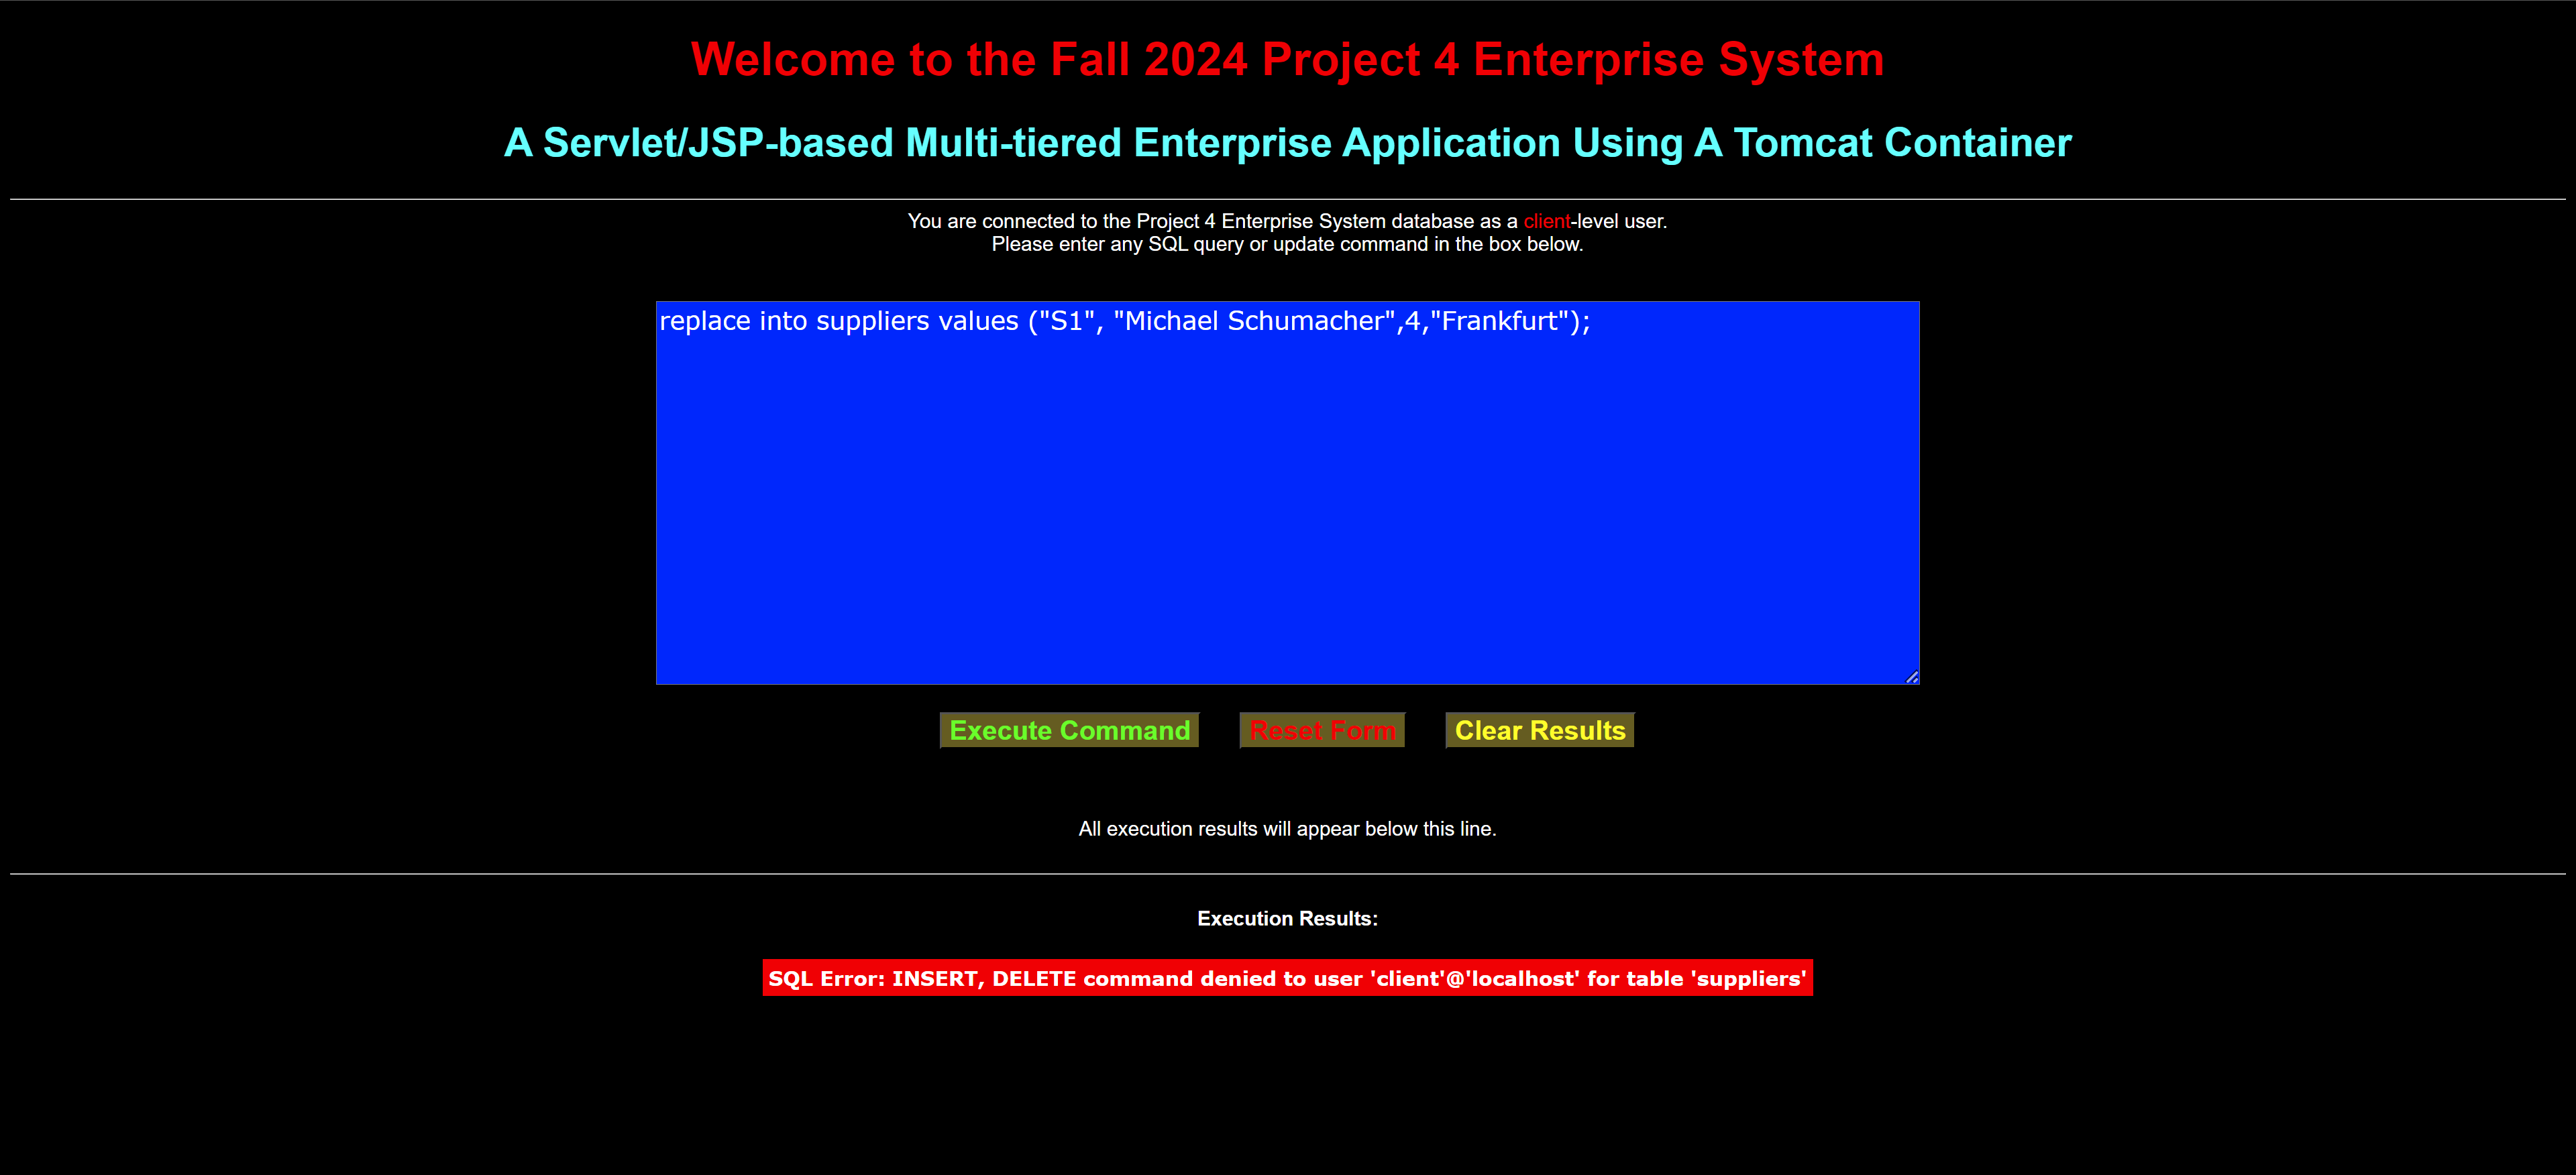 Welcome to the Fall 2024 Project 4 Enterprise System
A Servlet/JSP-based Multi-tiered Enterprise Application Using A Tomcat Container
You are connected to the Project 4 Enterprise System database as a client-level user.
Please enter any SQL query or update command in the box below.
replace into suppliers values ("S1", "Michael Schumacher",4,"Frankfurt");
Execute Command Reset Form Clear Results
All execution results will appear below this line.
Execution Results:
SQL Error: INSERT, DELETE command denied to user 'client'@'localhost' for table 'suppliers'